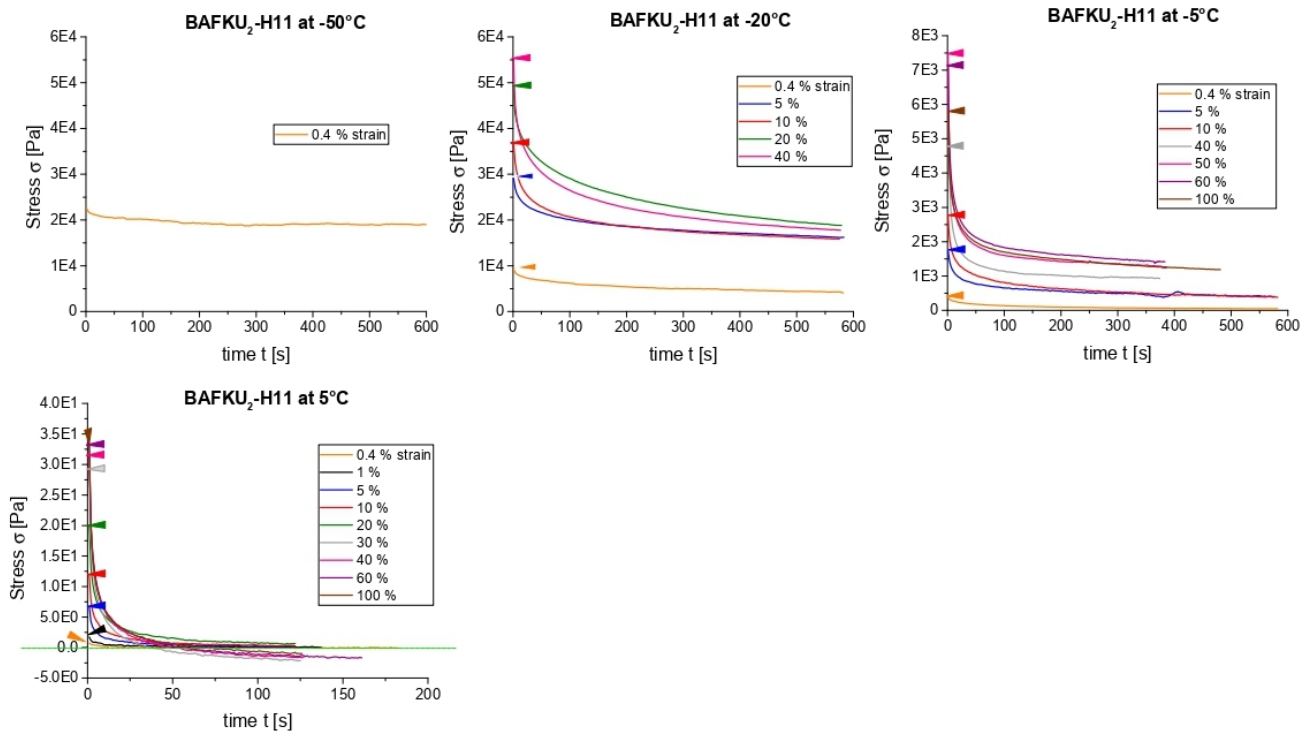 BAFKU₂-H11 at -50°C
6E4
5E4
4E4
3E4
2E4
1E4
0
Stress σ [Pa]
0.4 % strain
0 100 200 300 400 500 600
time t [s]
BAFKU₂-H11 at -20°C
6E4
5E4
4E4
3E4
2E4
1E4
0
Stress σ [Pa]
0.4 % strain
5 %
10 %
20 %
40 %
0 100 200 300 400 500 600
time t [s]
BAFKU₂-H11 at -5°C
8E3
7E3
6E3
5E3
4E3
3E3
2E3
1E3
0
Stress σ [Pa]
0.4 % strain
5 %
10 %
40 %
50 %
60 %
100 %
0 100 200 300 400 500 600
time t [s]
BAFKU₂-H11 at 5°C
4.0E1
3.5E1
3.0E1
2.5E1
2.0E1
1.5E1
1.0E1
5.0E0
0.0
-5.0E0
Stress σ [Pa]
0.4 % strain
1 %
5 %
10 %
20 %
30 %
40 %
60 %
100 %
0 50 100 150 200
time t [s]